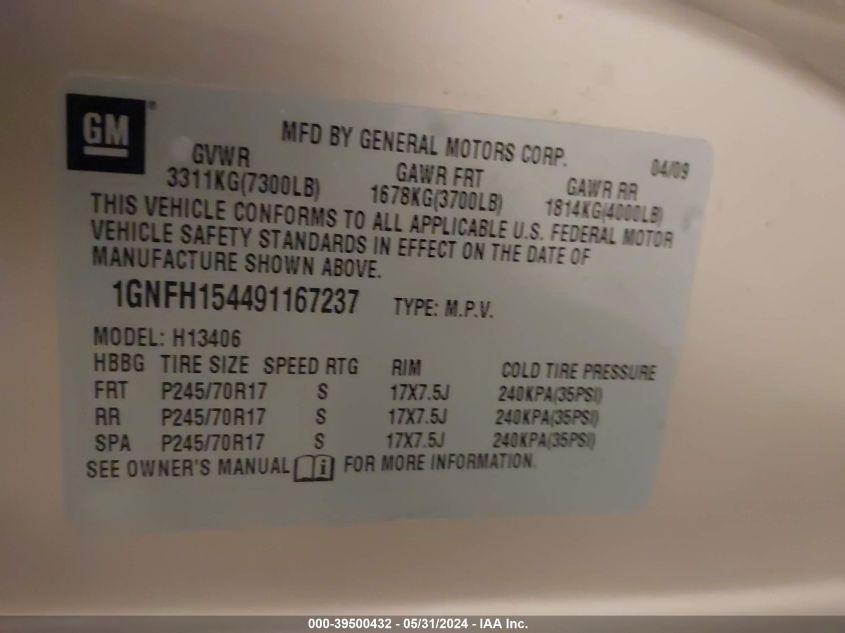 GM® MFD BY GENERAL MOTORS CORP. 04/09
GVWR GAWR FRT GAWR RR
3311KG(7300LB) 1678KG(3700LB) 1814KG(4000LB)
THIS VEHICLE CONFORMS TO ALL APPLICABLE U.S. FEDERAL MOTOR
VEHICLE SAFETY STANDARDS IN EFFECT ON THE DATE OF
MANUFACTURE SHOWN ABOVE.
1GNFH154491167237 TYPE: M.P.V.
MODEL: H13406
HBBG TIRE SIZE SPEED RTG RIM COLD TIRE PRESSURE
FRT P245/70R17 S 17X7.5J 240KPA(35PSI)
RR P245/70R17 S 17X7.5J 240KPA(35PSI)
SPA P245/70R17 S 17X7.5J 240KPA(35PSI)
SEE OWNER'S MANUAL i FOR MORE INFORMATION.
000-39500432 - 05/31/2024 - IAA Inc.